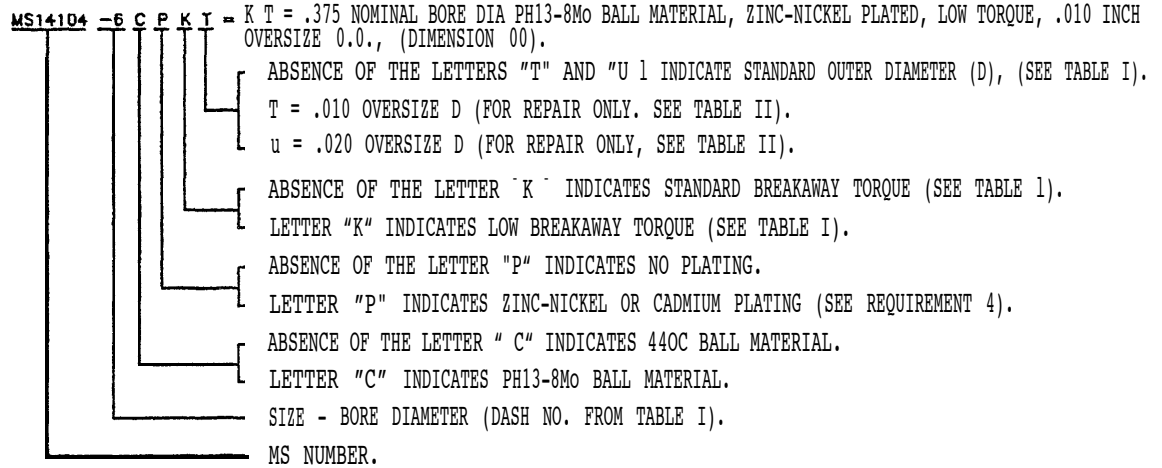 MS14104 -6 C P K T = K T = .375 NOMINAL BORE DIA PH13-8Mo BALL MATERIAL, ZINC-NICKEL PLATED, LOW TORQUE, .010 INCH
OVERSIZE 0.0., (DIMENSION 00).
ABSENCE OF THE LETTERS "T" AND "U l INDICATE STANDARD OUTER DIAMETER (D), (SEE TABLE I).
T = .010 OVERSIZE D (FOR REPAIR ONLY. SEE TABLE II).
u = .020 OVERSIZE D (FOR REPAIR ONLY, SEE TABLE II).
ABSENCE OF THE LETTER ¯K ¯ INDICATES STANDARD BREAKAWAY TORQUE (SEE TABLE l).
LETTER “K“ INDICATES LOW BREAKAWAY TORQUE (SEE TABLE I).
ABSENCE OF THE LETTER "P“ INDICATES NO PLATING.
LETTER "P" INDICATES ZINC-NICKEL OR CADMIUM PLATING (SEE REQUIREMENT 4).
ABSENCE OF THE LETTER “ C“ INDICATES 44OC BALL MATERIAL.
LETTER "C” INDICATES PH13-8Mo BALL MATERIAL.
SIZE - BORE DIAMETER (DASH NO. FROM TABLE I).
MS NUMBER.